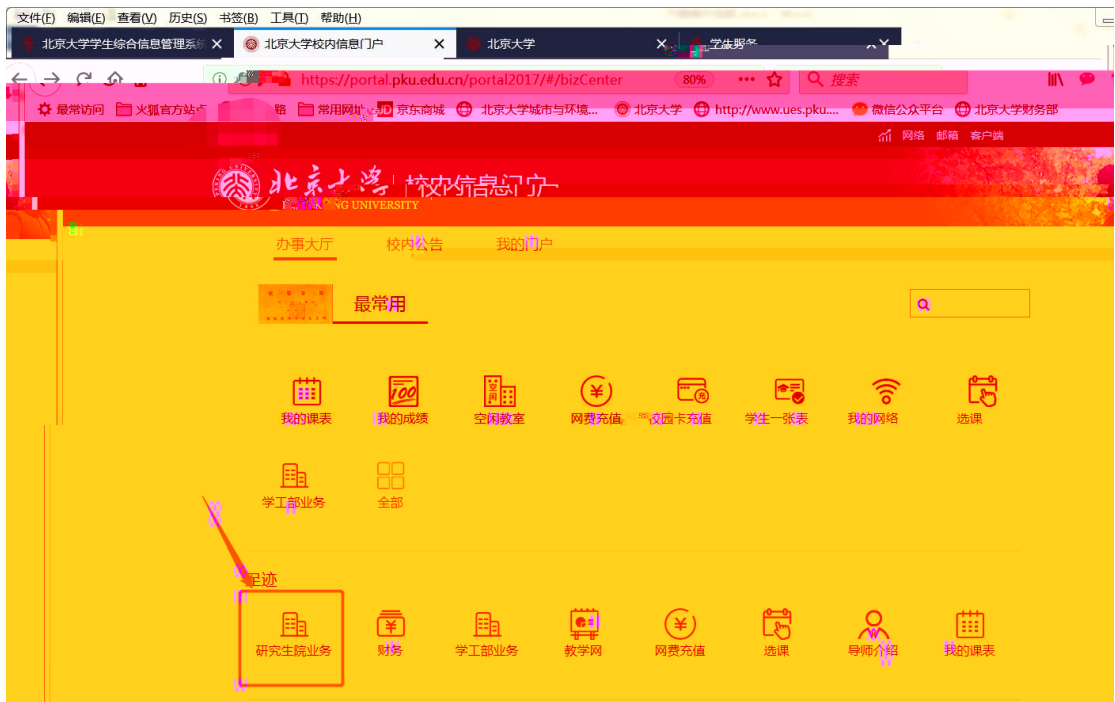 文件(F) 编辑(E) 查看(V) 历史(S) 书签(B) 工具(T) 帮助(H)
北京大学学生综合信息管理系统 北京大学校内信息门户 北京大学 学生服务
https://portal.pku.edu.cn/portal2017/#/bizCenter 80% 搜索
最常访问 火狐官方站点 常用网址 JD 京东商城 北京大学城市与环境... 北京大学 http://www.ues.pku.... 微信公众平台 北京大学财务部
网络 邮箱 客户端
北京大学 校内信息门户
UNIVERSITY
办事大厅 校内公告 我的门户
最常用
我的课表 我的成绩 空闲教室 网费充值 校园卡充值 学生一张表 我的网络 选课
学工部业务 全部
足迹
研究生院业务 财务 学工部业务 教学网 网费充值 选课 导师介绍 我的课表